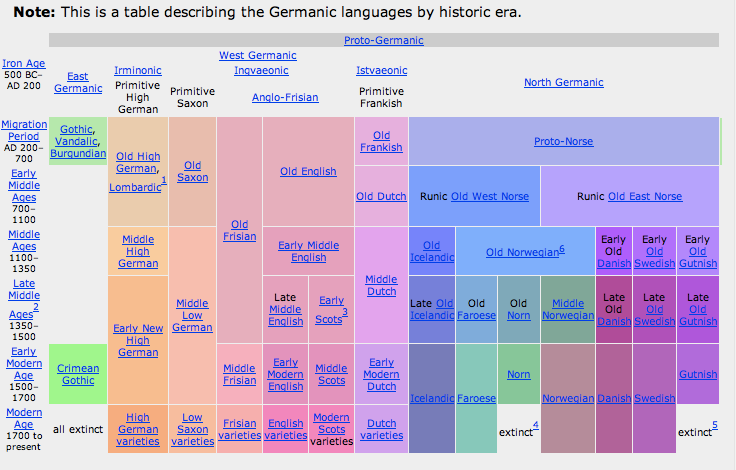 Note: This is a table describing the Germanic languages by historic era.
Proto-Germanic
Iron Age
500 BC–
AD 200
East
Germanic
West Germanic
Irminonic
Primitive
High
German
Primitive
Saxon
Ingvaeonic
Anglo-Frisian
Istvaeonic
Primitive
Frankish
North Germanic
Migration
Period
AD 200–
700
Gothic,
Vandalic,
Burgundian
Old High
German,
Lombardic1
Old
Saxon
Old
Frisian
Old English
Old
Frankish
Proto-Norse
Early
Middle
Ages
700–
1100
Old Dutch
Runic Old West Norse
Runic Old East Norse
Middle
Ages
1100–
1350
Middle
High
German
Middle
Low
German
Early Middle
English
Middle
Dutch
Old
Icelandic
Old Norwegian6
Early
Old
Danish
Early
Old
Swedish
Early
Old
Gutnish
Late
Middle
Ages2
1350–
1500
Early New
High
German
Late
Middle
English
Early
Scots3
Late Old
Icelandic
Old
Faroese
Old
Norn
Middle
Norwegian
Late
Old
Danish
Late
Old
Swedish
Late
Old
Gutnish
Early
Modern
Age
1500–
1700
Crimean
Gothic
Middle
Frisian
Early
Modern
English
Middle
Scots
Early
Modern
Dutch
Icelandic
Faroese
Norn
Norwegian
Danish
Swedish
Gutnish
Modern
Age
1700 to
present
all extinct
High
German
varieties
Low
Saxon
varieties
Frisian
varieties
English
varieties
Modern
Scots
varieties
Dutch
varieties
extinct4
extinct5